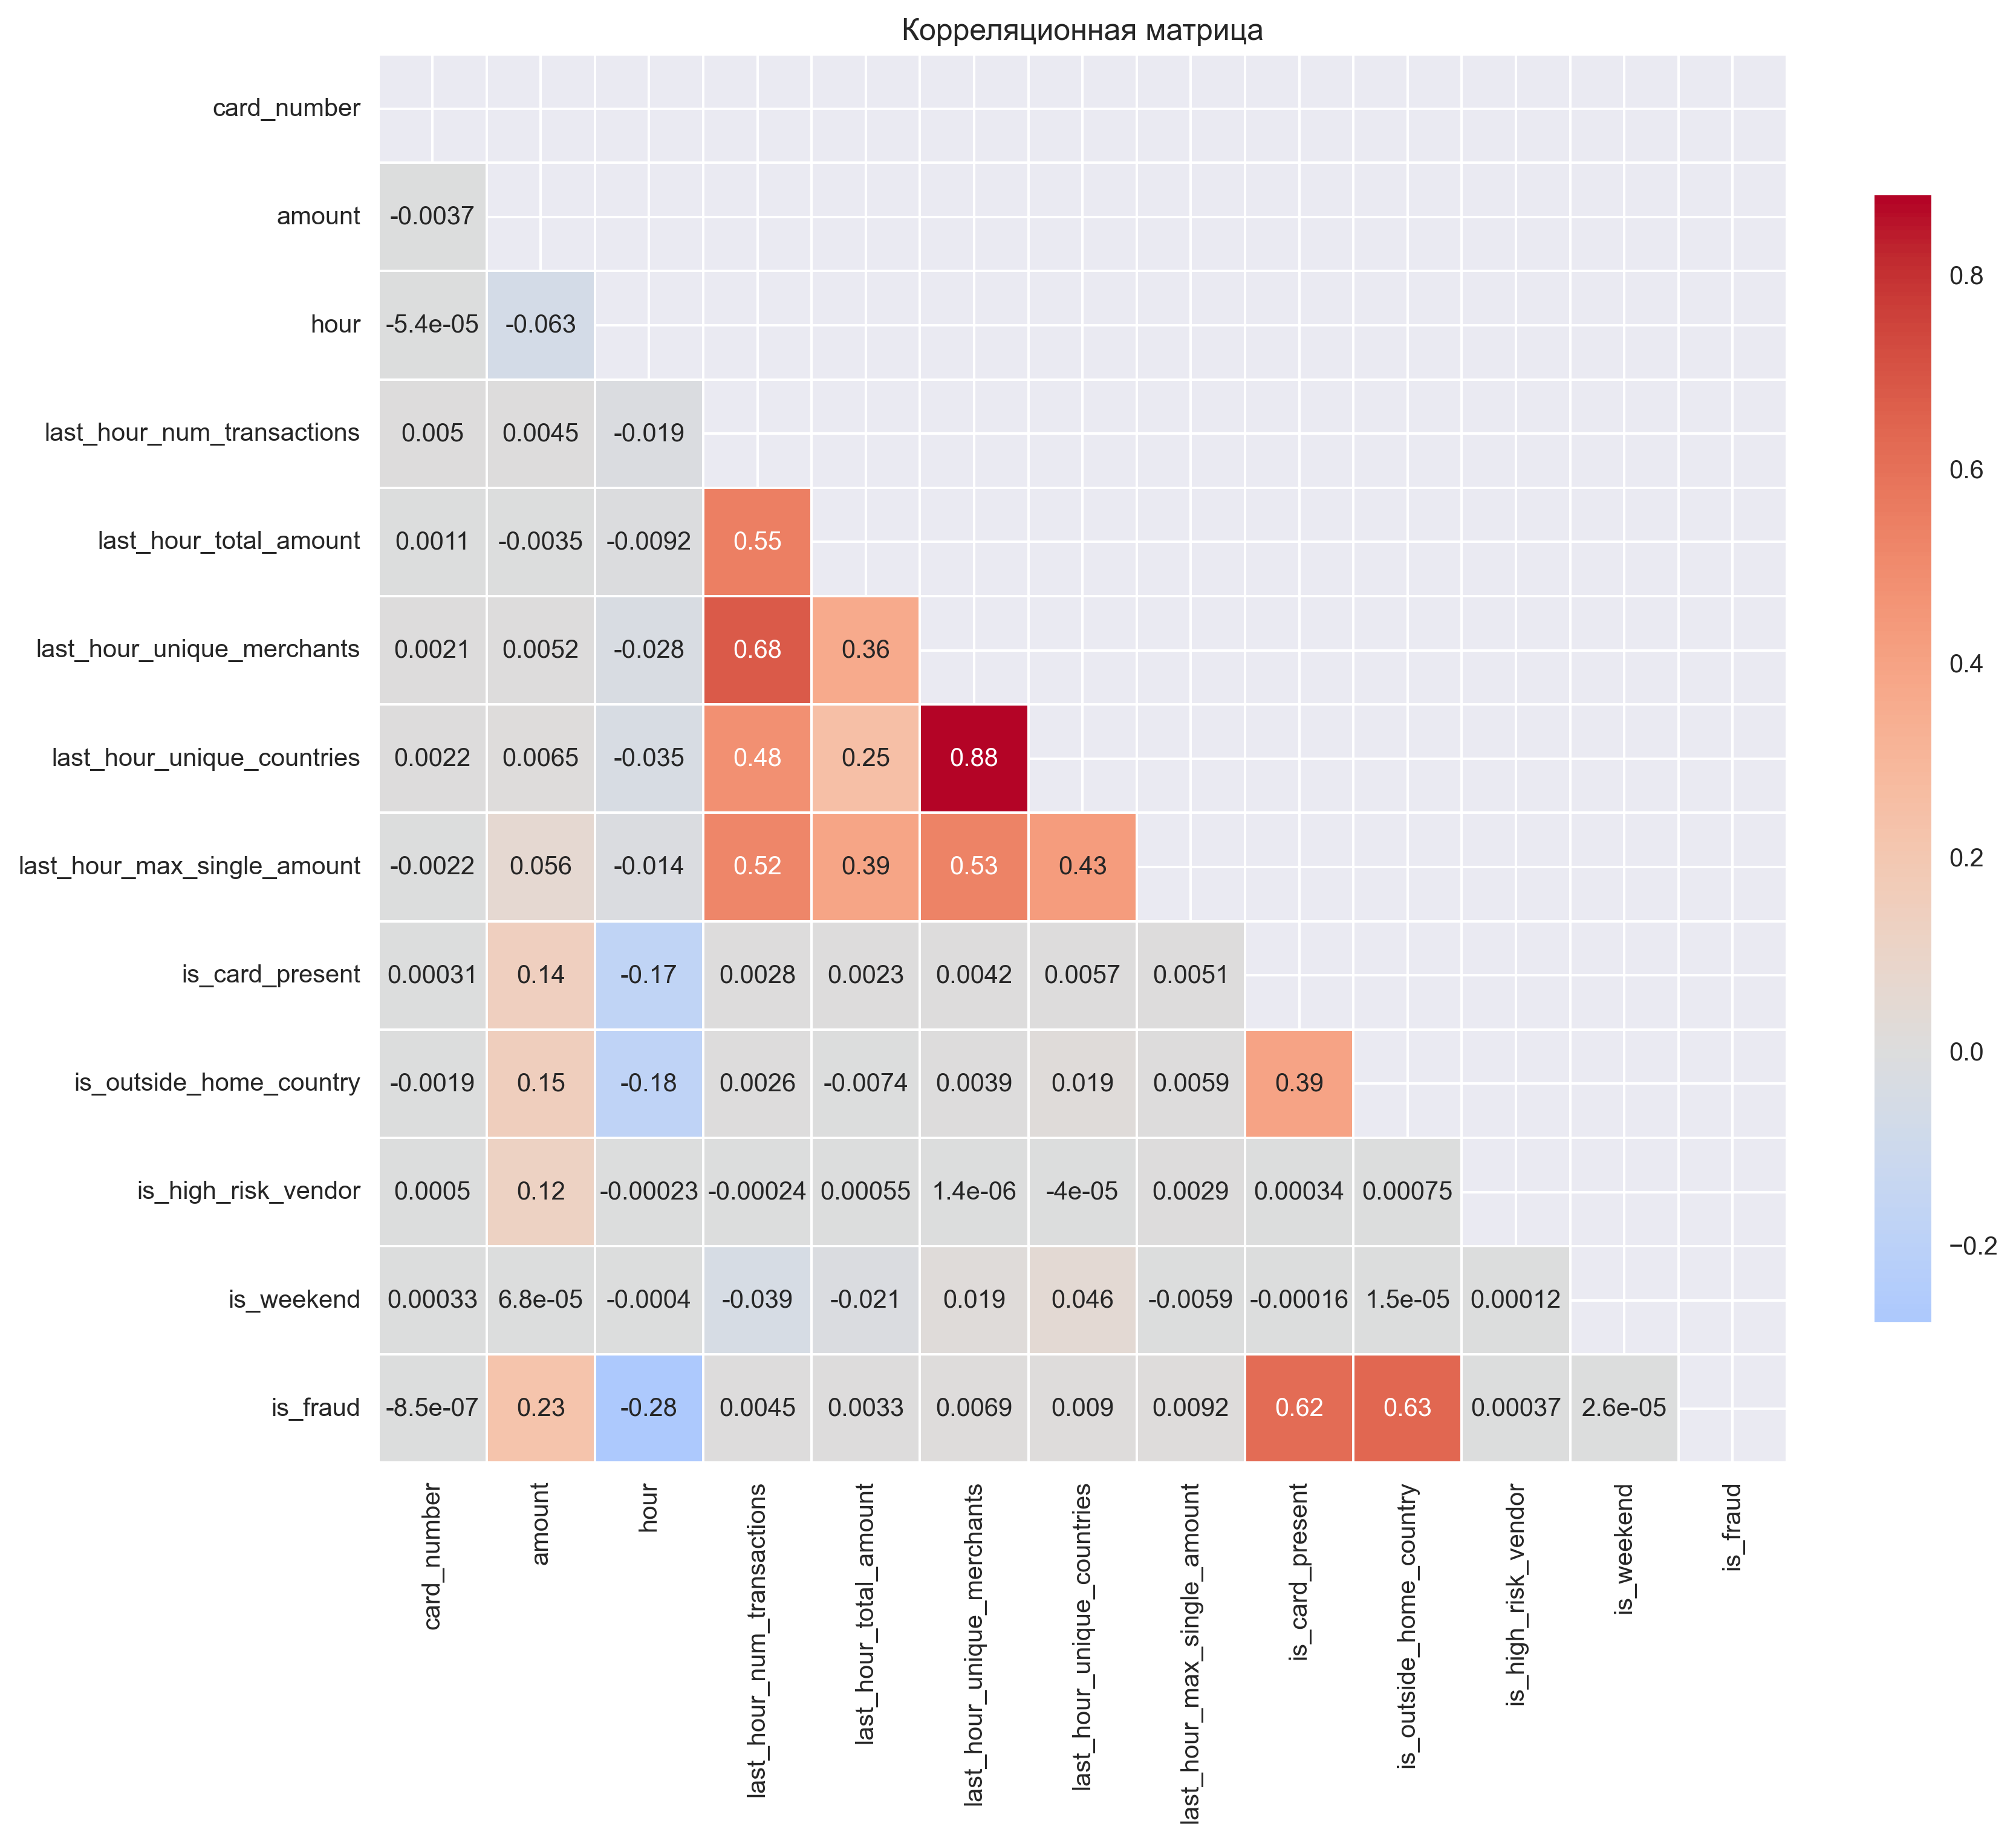 Корреляционная матрица
card_number
amount -0.0037
hour -5.4e-05 -0.063
last_hour_num_transactions 0.005 0.0045 -0.019
last_hour_total_amount 0.0011 -0.0035 -0.0092 0.55
last_hour_unique_merchants 0.0021 0.0052 -0.028 0.68 0.36
last_hour_unique_countries 0.0022 0.0065 -0.035 0.48 0.25 0.88
last_hour_max_single_amount -0.0022 0.056 -0.014 0.52 0.39 0.53 0.43
is_card_present 0.00031 0.14 -0.17 0.0028 0.0023 0.0042 0.0057 0.0051
is_outside_home_country -0.0019 0.15 -0.18 0.0026 -0.0074 0.0039 0.019 0.0059 0.39
is_high_risk_vendor 0.0005 0.12 -0.00023 -0.00024 0.00055 1.4e-06 -4e-05 0.0029 0.00034 0.00075
is_weekend 0.00033 6.8e-05 -0.0004 -0.039 -0.021 0.019 0.046 -0.0059 -0.00016 1.5e-05 0.00012
is_fraud -8.5e-07 0.23 -0.28 0.0045 0.0033 0.0069 0.009 0.0092 0.62 0.63 0.00037 2.6e-05
card_number
amount
hour
last_hour_num_transactions
last_hour_total_amount
last_hour_unique_merchants
last_hour_unique_countries
last_hour_max_single_amount
is_card_present
is_outside_home_country
is_high_risk_vendor
is_weekend
is_fraud
0.8
0.6
0.4
0.2
0.0
−0.2